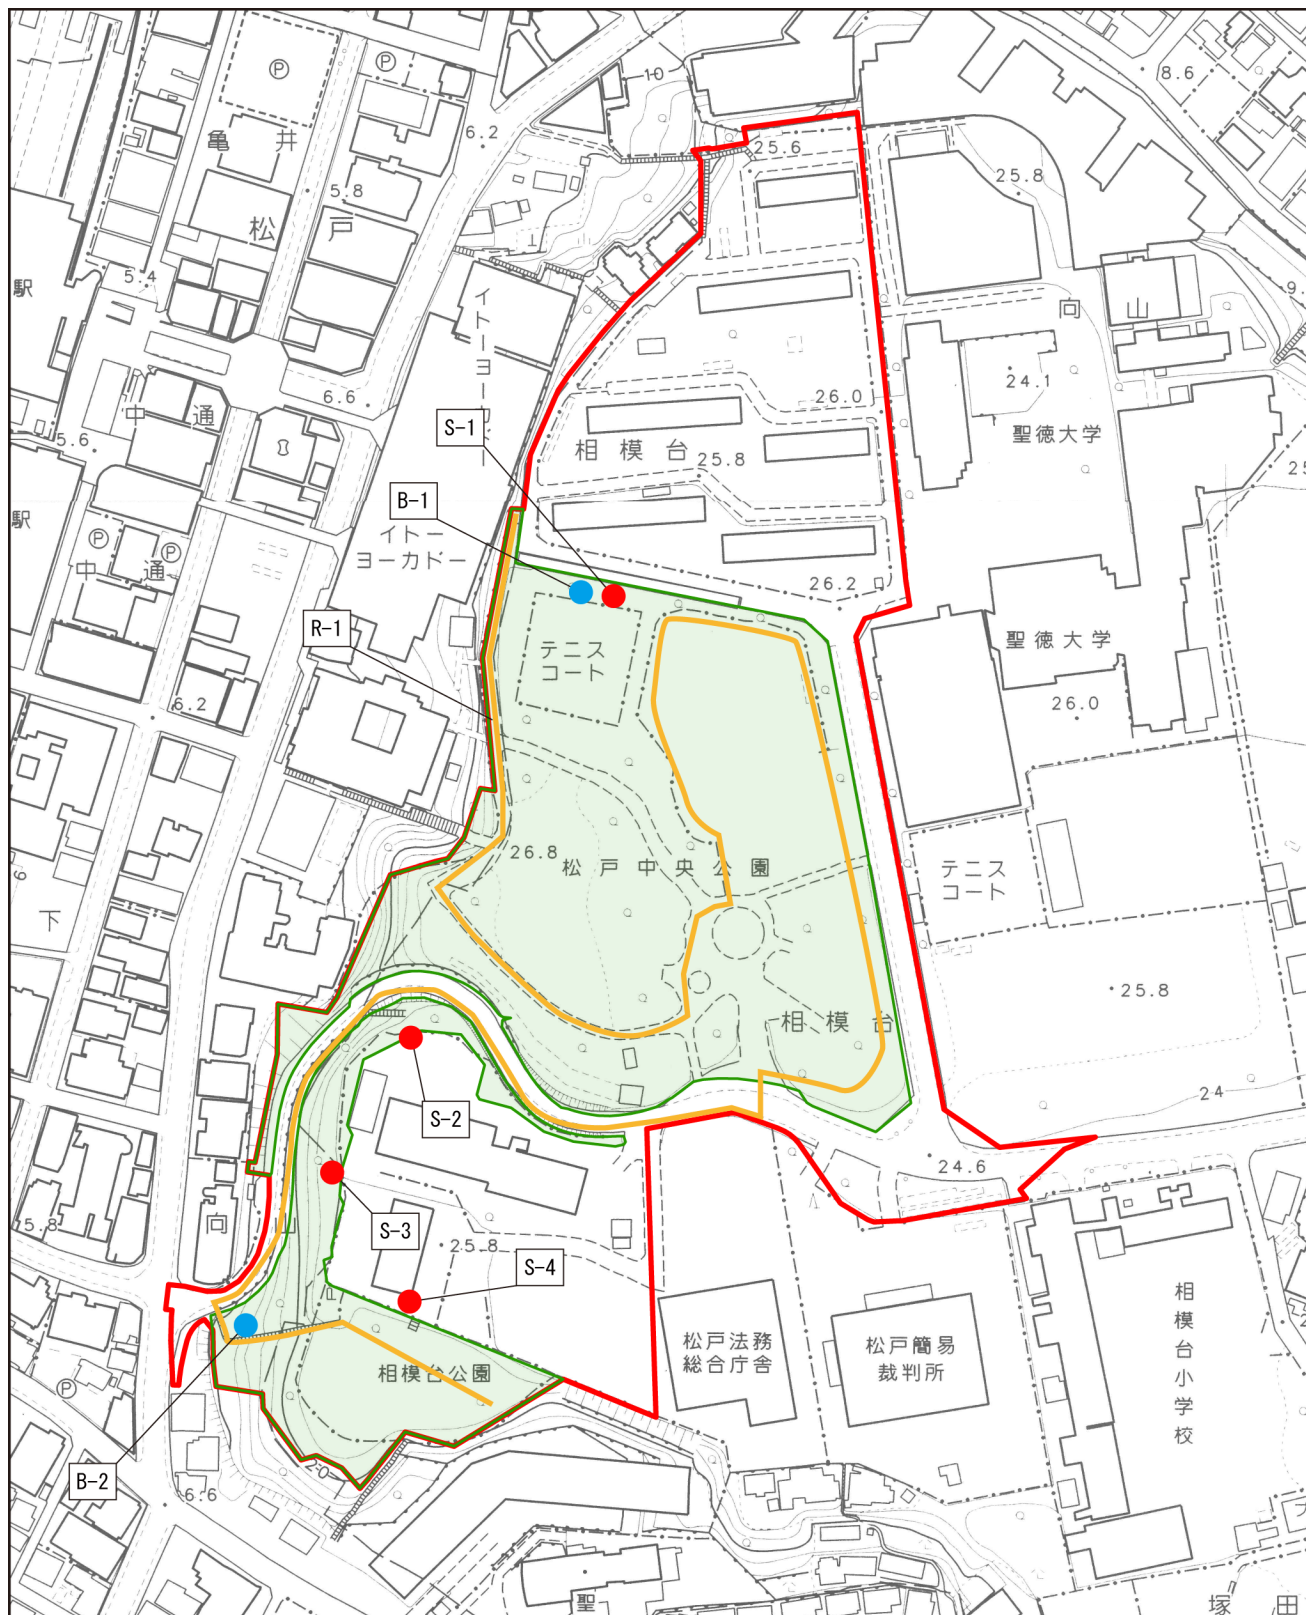 10
8.6
Ⓟ
Ⓟ
6.2
亀井
25.6
25.8
5.8
松戸
5.4
駅
9.
向山
イトーヨーカドー
6.6
24.1
26.0
中通
S-1
5.6
相模台
25.8
聖徳大学
25
B-1
駅
Ⓟ
Ⓟ
イトー
ヨーカドー
中通
26.2
R-1
テニス
コート
聖徳大学
6.2
26.0
26.8
松戸中央公園
テニス
コート
6
下
25.8
相模台
S-2
24
24.6
S-3
5.8
向
25.8
S-4
P
松戸法務
総合庁舎
松戸簡易
裁判所
相模台小学校
相模台公園
Ⓟ
20
B-2
6.6
聖
塚田